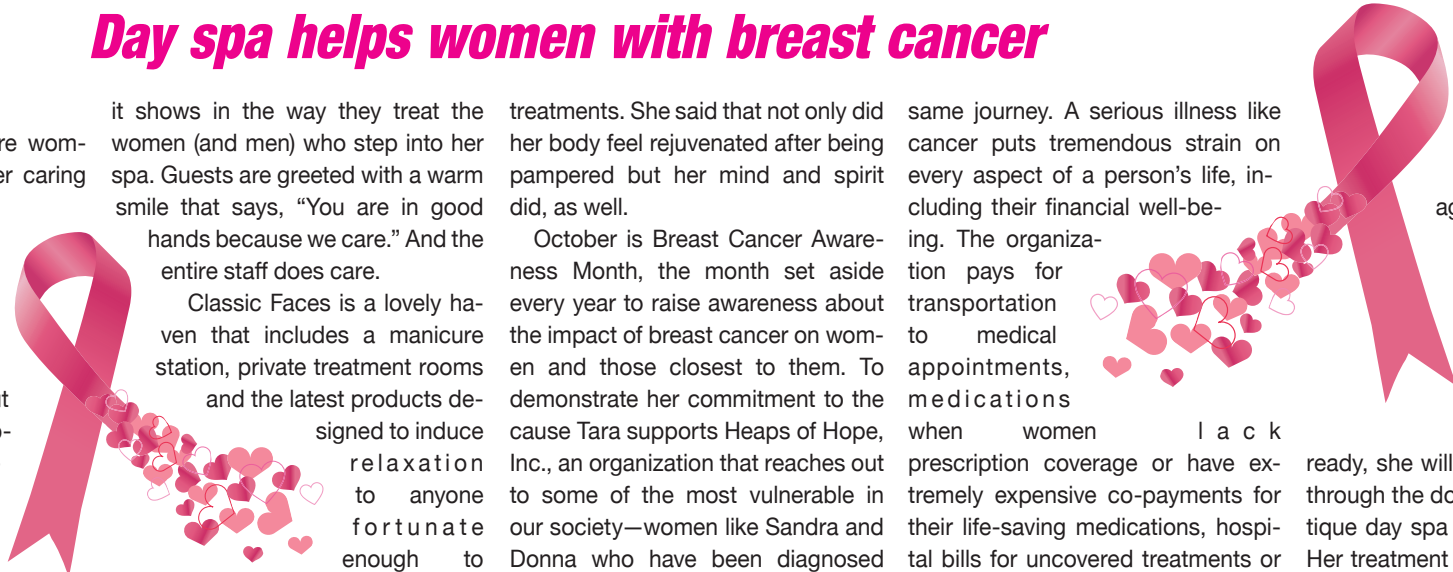 Day spa helps women with breast cancer
re wom-
er caring
it shows in the way they treat the
women (and men) who step into her
spa. Guests are greeted with a warm
smile that says, “You are in good
hands because we care.” And the
entire staff does care.
Classic Faces is a lovely ha-
ven that includes a manicure
station, private treatment rooms
and the latest products de-
signed to induce
relaxation
to anyone
fortunate
enough to
treatments. She said that not only did
her body feel rejuvenated after being
pampered but her mind and spirit
did, as well.
October is Breast Cancer Aware-
ness Month, the month set aside
every year to raise awareness about
the impact of breast cancer on wom-
en and those closest to them. To
demonstrate her commitment to the
cause Tara supports Heaps of Hope,
Inc., an organization that reaches out
to some of the most vulnerable in
our society—women like Sandra and
Donna who have been diagnosed
same journey. A serious illness like
cancer puts tremendous strain on
every aspect of a person’s life, in-
cluding their financial well-be-
ing. The organiza-
tion pays for
transportation
to medical
appointments,
medications
when women lack
prescription coverage or have ex-
tremely expensive co-payments for
their life-saving medications, hospi-
tal bills for uncovered treatments or
ready, she will
through the do
tique day spa
Her treatment